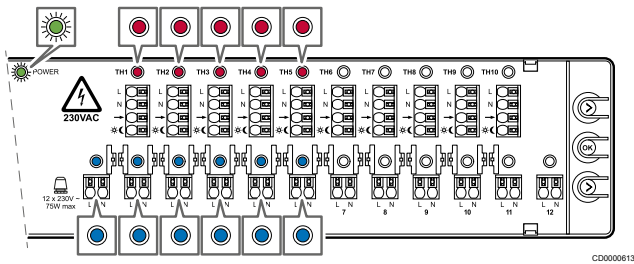 POWER
TH1 TH2 TH3 TH4 TH5 TH6 TH7 TH8 TH9 TH10
L L L L L L L L L L
N N N N N N N N N N
230VAC
OK
12 x 230V ~
75W max
L N L N L N L N L N L N L N L N L N L N L N L N
7 8 9 10 11 12
CD0000613